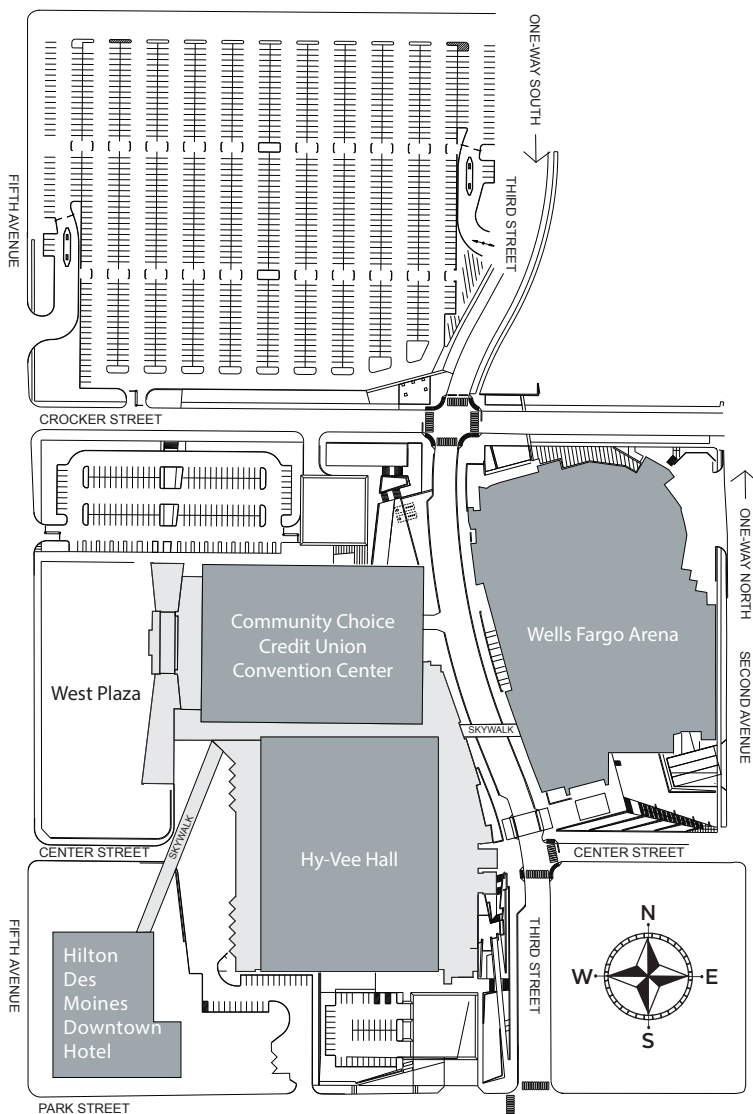 ONE-WAY SOUTH
THIRD STREET
FIFTH AVENUE
CROCKER STREET
Community Choice
Credit Union
Convention Center
Wells Fargo Arena
ONE-WAY NORTH
SECOND AVENUE
West Plaza
SKYWALK
SKYWALK
Hy-Vee Hall
CENTER STREET
CENTER STREET
FIFTH AVENUE
THIRD STREET
Hilton
Des
Moines
Downtown
Hotel
N
W
E
S
PARK STREET